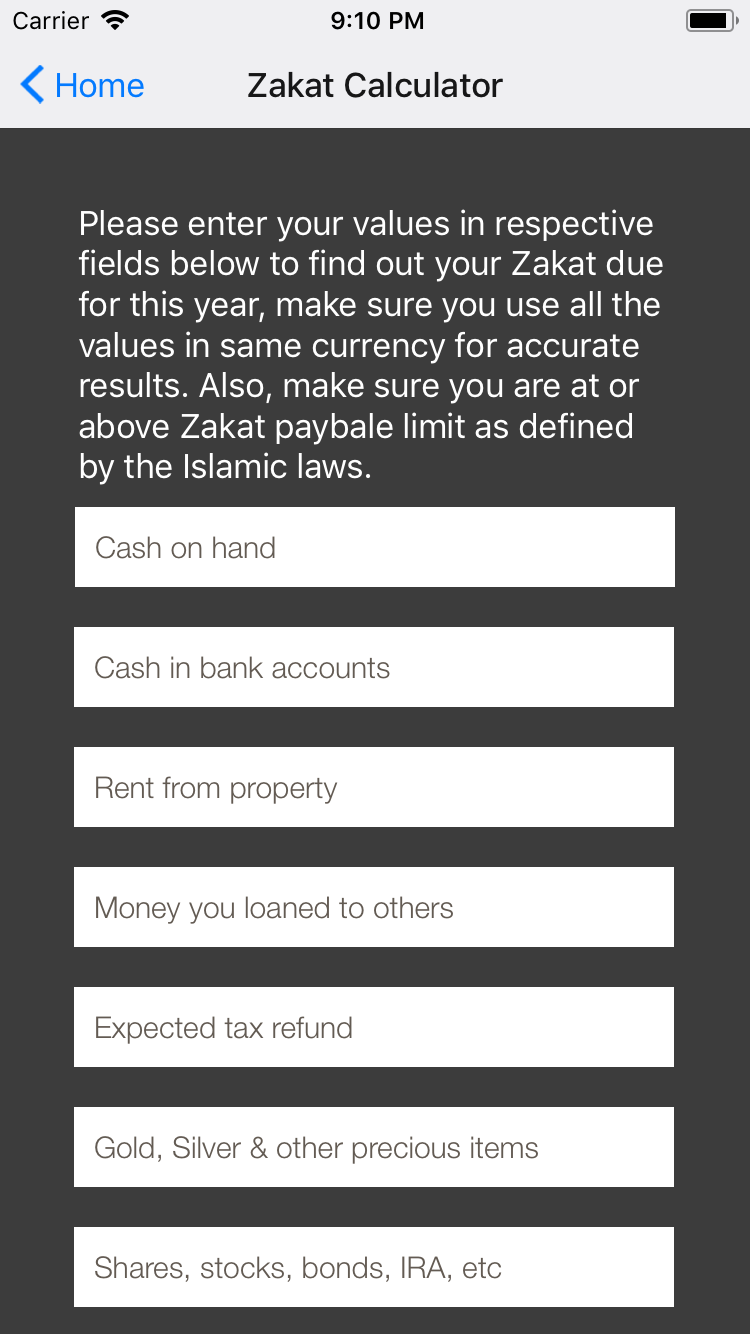 Carrier 9:10 PM
Home Zakat Calculator
Please enter your values in respective
fields below to find out your Zakat due
for this year, make sure you use all the
values in same currency for accurate
results. Also, make sure you are at or
above Zakat paybale limit as defined
by the Islamic laws.
Cash on hand
Cash in bank accounts
Rent from property
Money you loaned to others
Expected tax refund
Gold, Silver & other precious items
Shares, stocks, bonds, IRA, etc